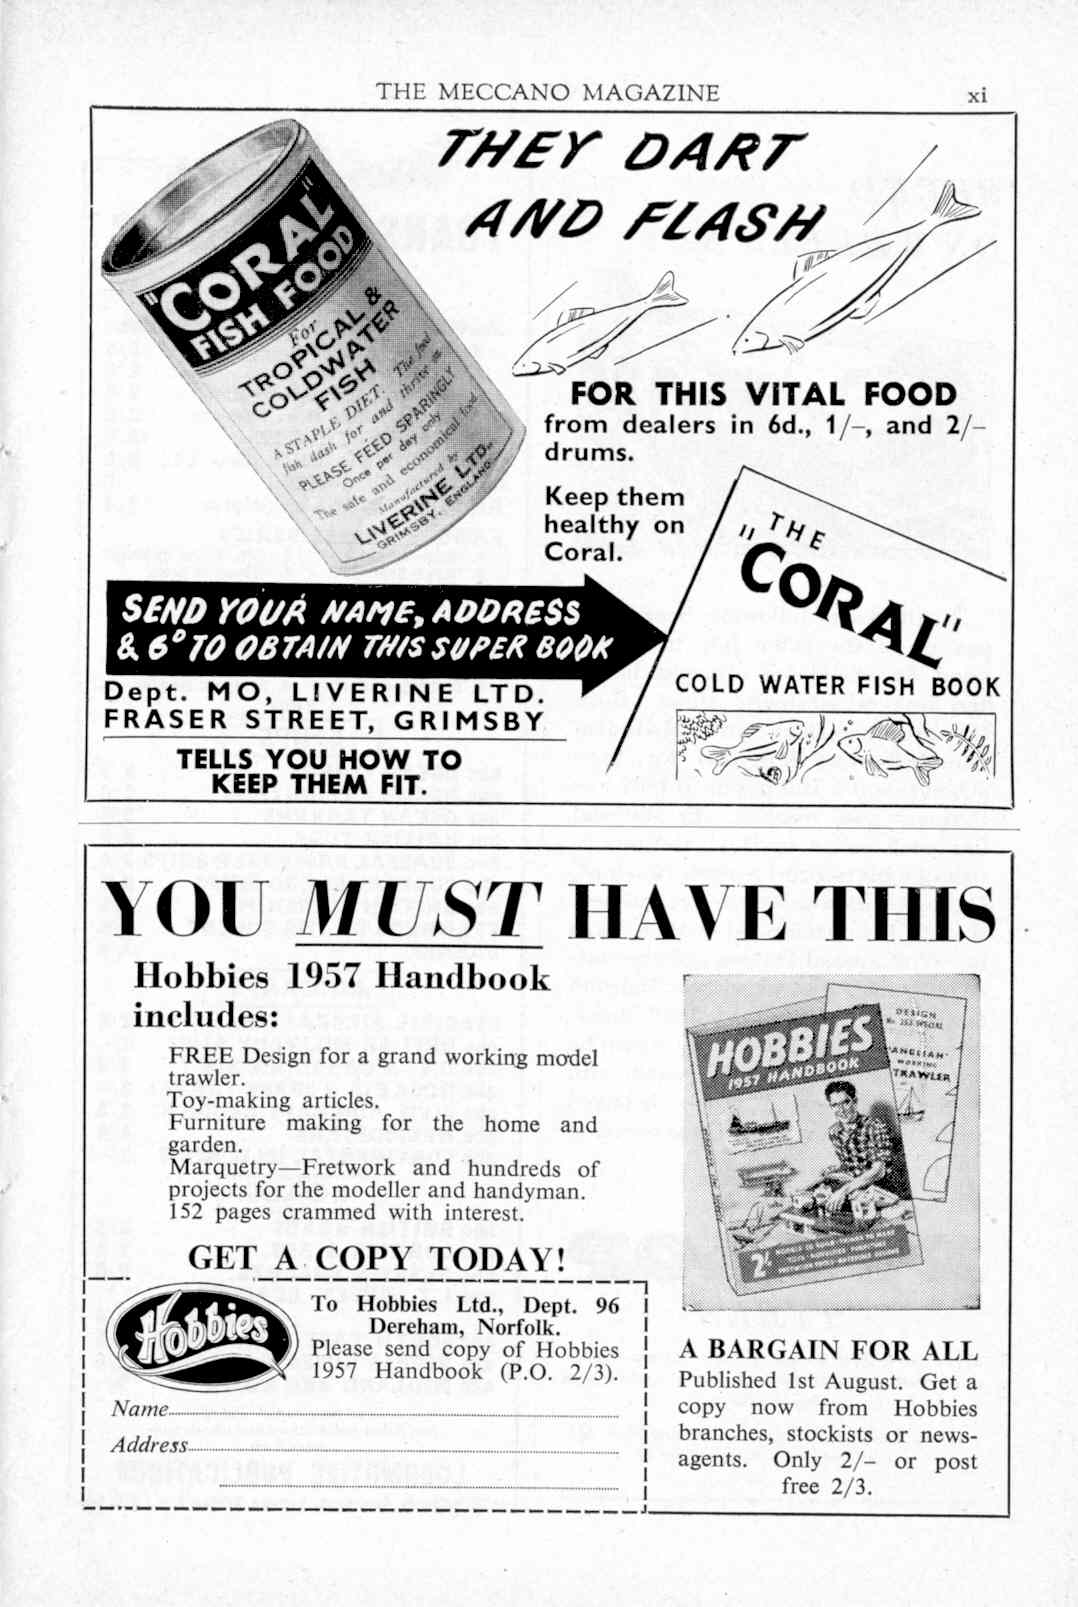 THE MECCANO MAGAZINE
xi
THEY DART
AND FLASH
"CORAL"
FISH FOOD
For
TROPICAL &
COLDWATER
FISH
A STAPLE DIET. The food
fish dash for and thrive on
PLEASE FEED SPARINGLY
Once per day only
The safe and economical food
Manufactured by
LIVERINE LTD.
GRIMSBY, ENGLAND
FOR THIS VITAL FOOD
from dealers in 6d., 1/–, and 2/–
drums.
Keep them
healthy on
Coral.
THE
"CORAL"
COLD WATER FISH BOOK
SEND YOUR NAME, ADDRESS
& 6D TO OBTAIN THIS SUPER BOOK
Dept. MO, LIVERINE LTD.
FRASER STREET, GRIMSBY
TELLS YOU HOW TO
KEEP THEM FIT.
YOU MUST HAVE THIS
Hobbies 1957 Handbook
includes:
FREE Design for a grand working model
trawler.
Toy-making articles.
Furniture making for the home and
garden.
Marquetry—Fretwork and hundreds of
projects for the modeller and handyman.
152 pages crammed with interest.
GET A COPY TODAY!
HOBBIES
1957 HANDBOOK
2/-
DESIGN
No. 253 SPECIAL
"ANGLIAN"
WORKING
TRAWLER
Hobbies
To Hobbies Ltd., Dept. 96
Dereham, Norfolk.
Please send copy of Hobbies
1957 Handbook (P.O. 2/3).
Name
Address
A BARGAIN FOR ALL
Published 1st August. Get a
copy now from Hobbies
branches, stockists or news-
agents. Only 2/– or post
free 2/3.